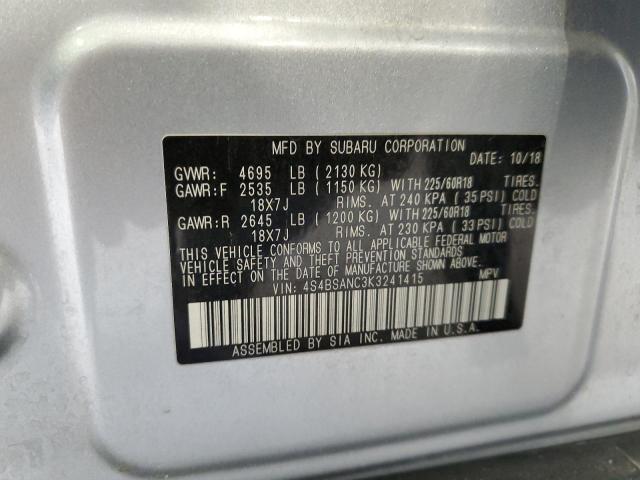 MFD BY SUBARU CORPORATION
GVWR: 4695 LB (2130 KG) DATE: 10/18
GAWR:F 2535 LB (1150 KG) WITH 225/60R18 TIRES.
18X7J RIMS. AT 240 KPA (35 PSI) COLD
GAWR:R 2645 LB (1200 KG) WITH 225/60R18 TIRES.
18X7J RIMS. AT 230 KPA (33 PSI) COLD
THIS VEHICLE CONFORMS TO ALL APPLICABLE FEDERAL MOTOR
VEHICLE SAFETY AND THEFT PREVENTION STANDARDS
IN EFFECT ON THE DATE OF MANUFACTURE SHOWN ABOVE.
VIN: 4S4BSANC3K3241415 MPV
ASSEMBLED BY SIA INC. MADE IN U.S.A.